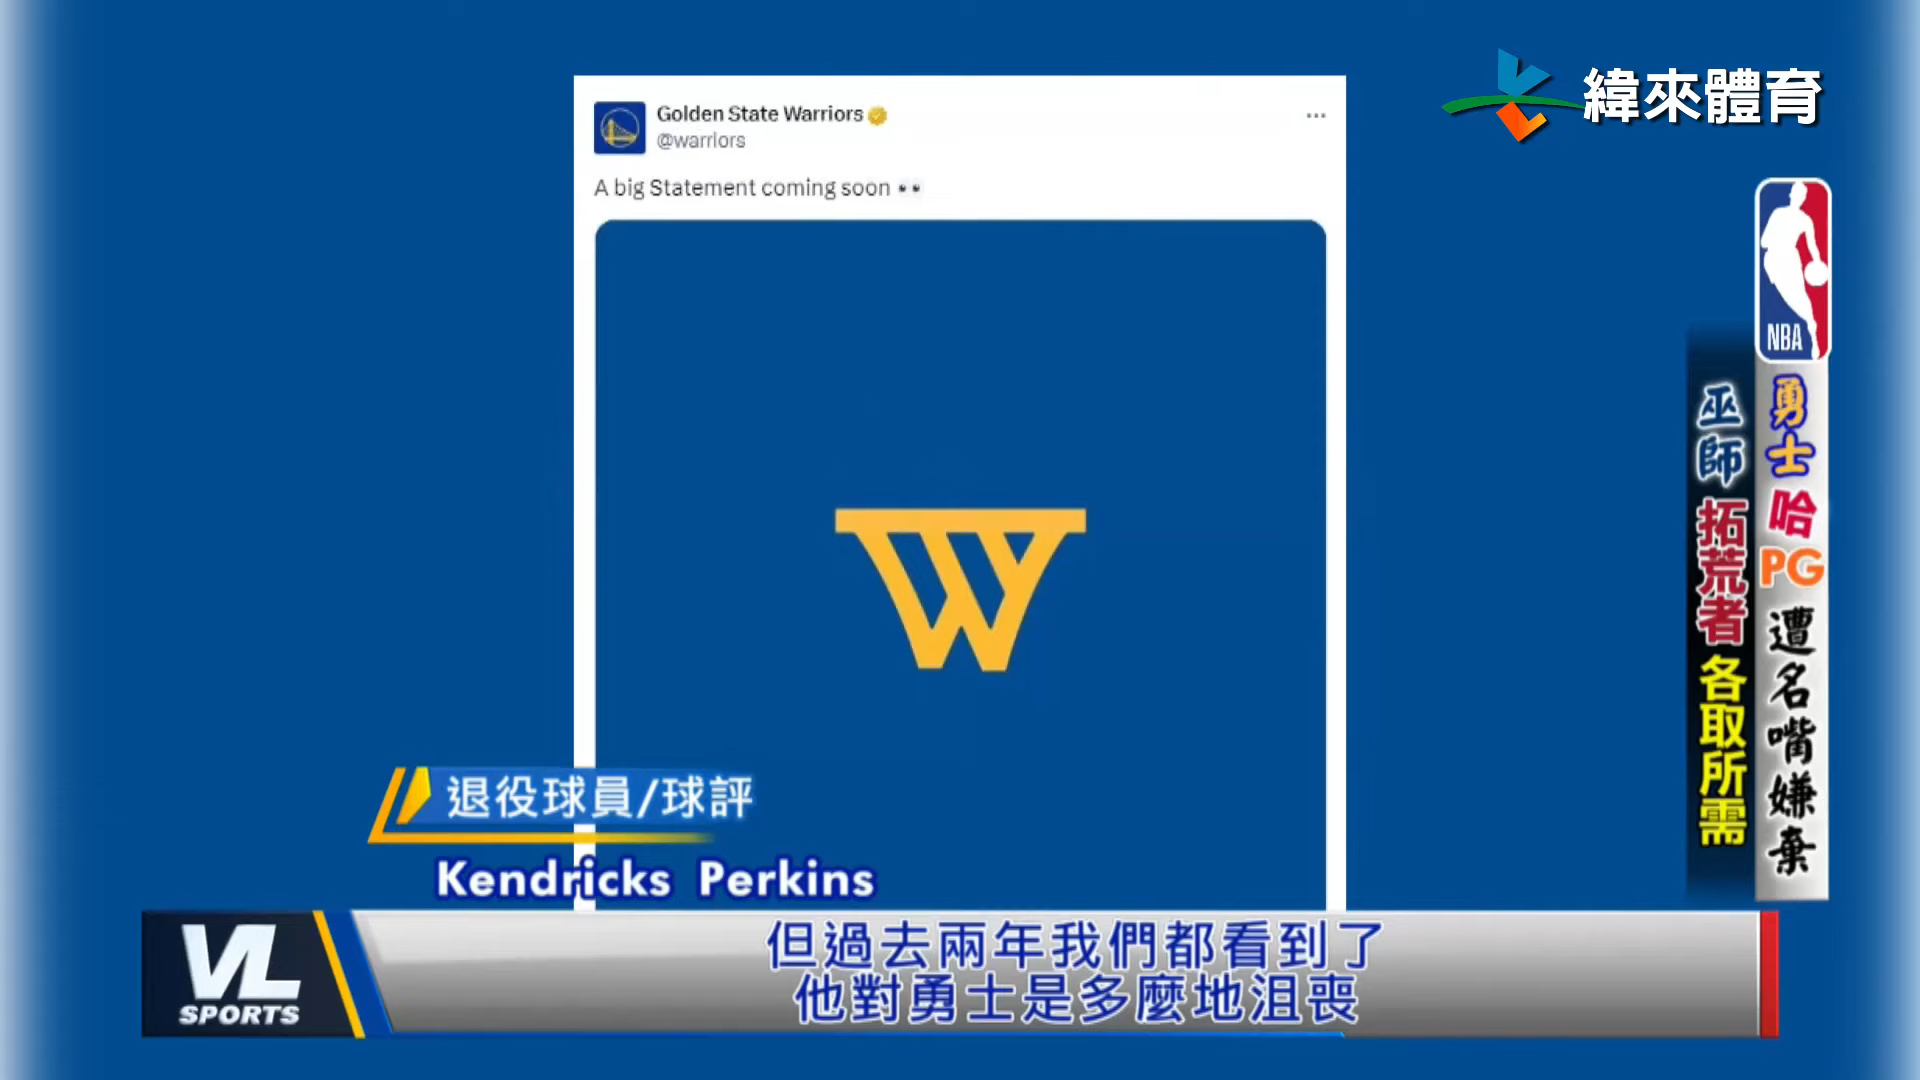 緯來體育
Golden State Warriors
@warriors
A big Statement coming soon 👀
W
NBA
勇士哈PG遭名嘴嫌棄
巫師拓荒者各取所需
退役球員/球評
Kendricks Perkins
VL
SPORTS
但過去兩年我們都看到了
他對勇士是多麼地沮喪